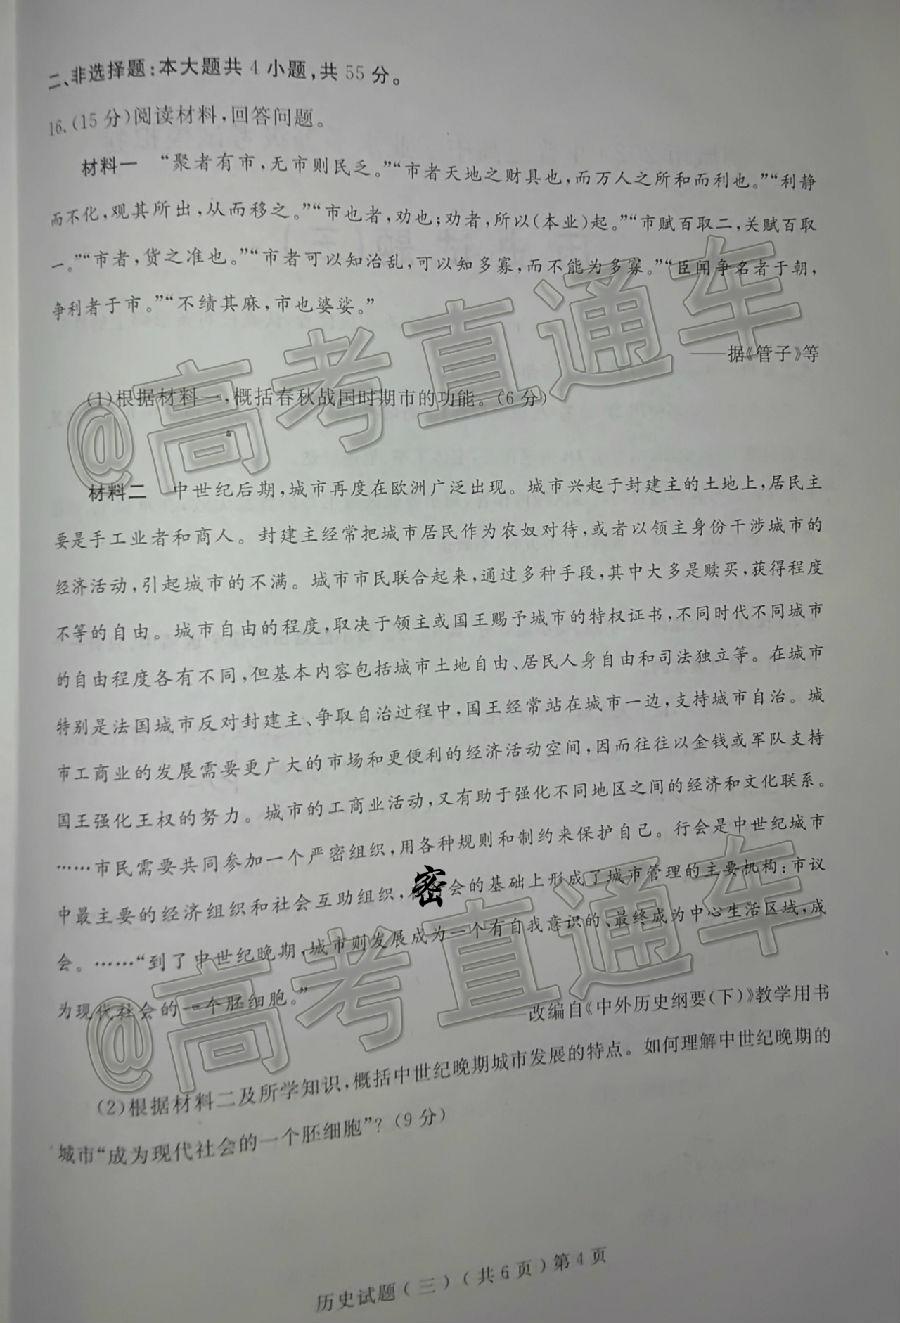 二、非选择题:本大题共 4 小题,共 55 分。
16.(15 分)阅读材料,回答问题。
材料一 “聚者有市,无市则民乏。”“市者天地之财具也,而万人之所和而利也。”“利静
而不化,观其所出,从而移之。”“市也者,劝也;劝者,所以(本业)起。”“市赋百取二,关赋百取
一。”“市者,货之准也。”“市者可以知治乱,可以知多寡,而不能为多寡。”“臣闻争名者于朝,
争利者于市。”“不绩其麻,市也婆娑。”
——据《管子》等
(1)根据材料一,概括春秋战国时期市的功能。(6 分)
材料二 中世纪后期,城市再度在欧洲广泛出现。城市兴起于封建主的土地上,居民主
要是手工业者和商人。封建主经常把城市居民作为农奴对待,或者以领主身份干涉城市的
经济活动,引起城市的不满。城市市民联合起来,通过多种手段,其中大多是赎买,获得程度
不等的自由。城市自由的程度,取决于领主或国王赐予城市的特权证书,不同时代不同城市
的自由程度各有不同,但基本内容包括城市土地自由、居民人身自由和司法独立等。在城市
特别是法国城市反对封建主、争取自治过程中,国王经常站在城市一边,支持城市自治。城
市工商业的发展需要更广大的市场和更便利的经济活动空间,因而往往以金钱或军队支持
国王强化王权的努力。城市的工商业活动,又有助于强化不同地区之间的经济和文化联系。
……市民需要共同参加一个严密组织,用各种规则和制约来保护自己。行会是中世纪城市
中最主要的经济组织和社会互助组织,密会的基础上形成了城市管理的主要机构:市议
会。……“到了中世纪晚期,城市则发展成为一个有自我意识的、最终成为中心生活区域,成
为现代社会的一个胚细胞。”
改编自《中外历史纲要(下)》教学用书
(2)根据材料二及所学知识,概括中世纪晚期城市发展的特点。如何理解中世纪晚期的
城市“成为现代社会的一个胚细胞”?(9 分)
历史试题(三)(共 6 页)第 4 页
@高考直通车
@高考直通车